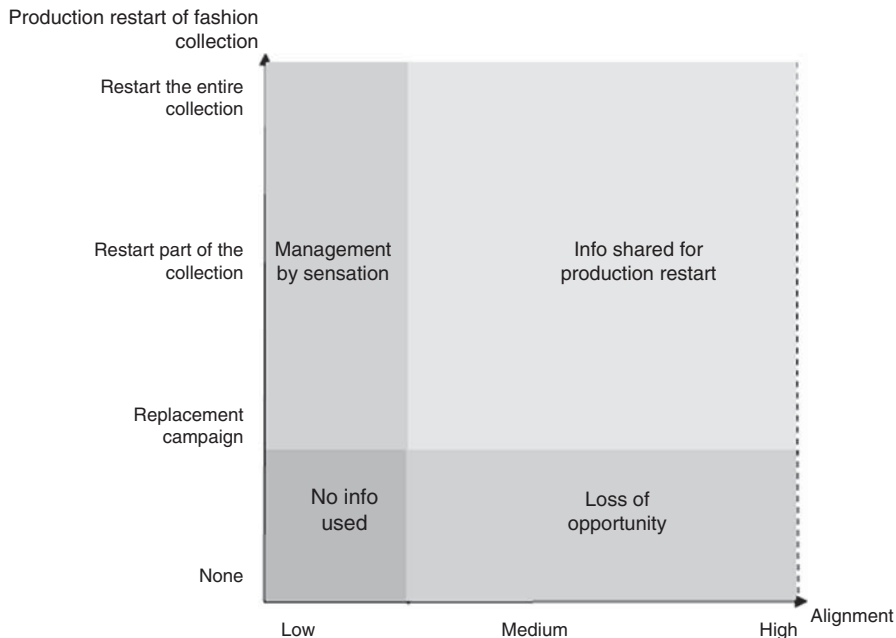 Production restart of fashion
collection
Restart the entire
collection
Restart part of the
collection
Management
by sensation
Info shared for
production restart
Replacement
campaign
No info
used
Loss of
opportunity
None
Low
Medium
High
Alignment